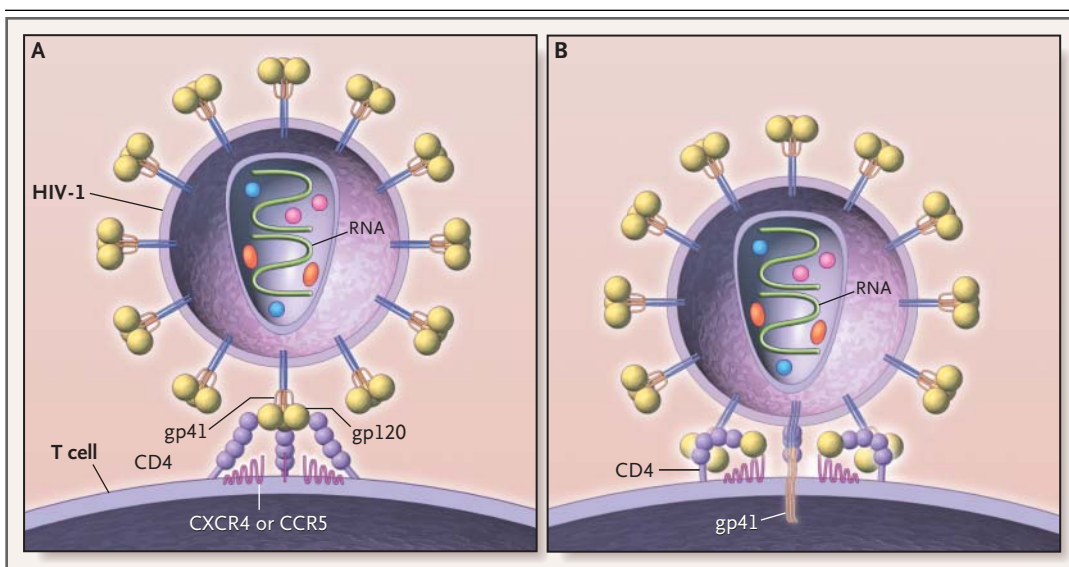 A
HIV-1
RNA
gp41
gp120
T cell
CD4
CXCR4 or CCR5
B
RNA
CD4
gp41